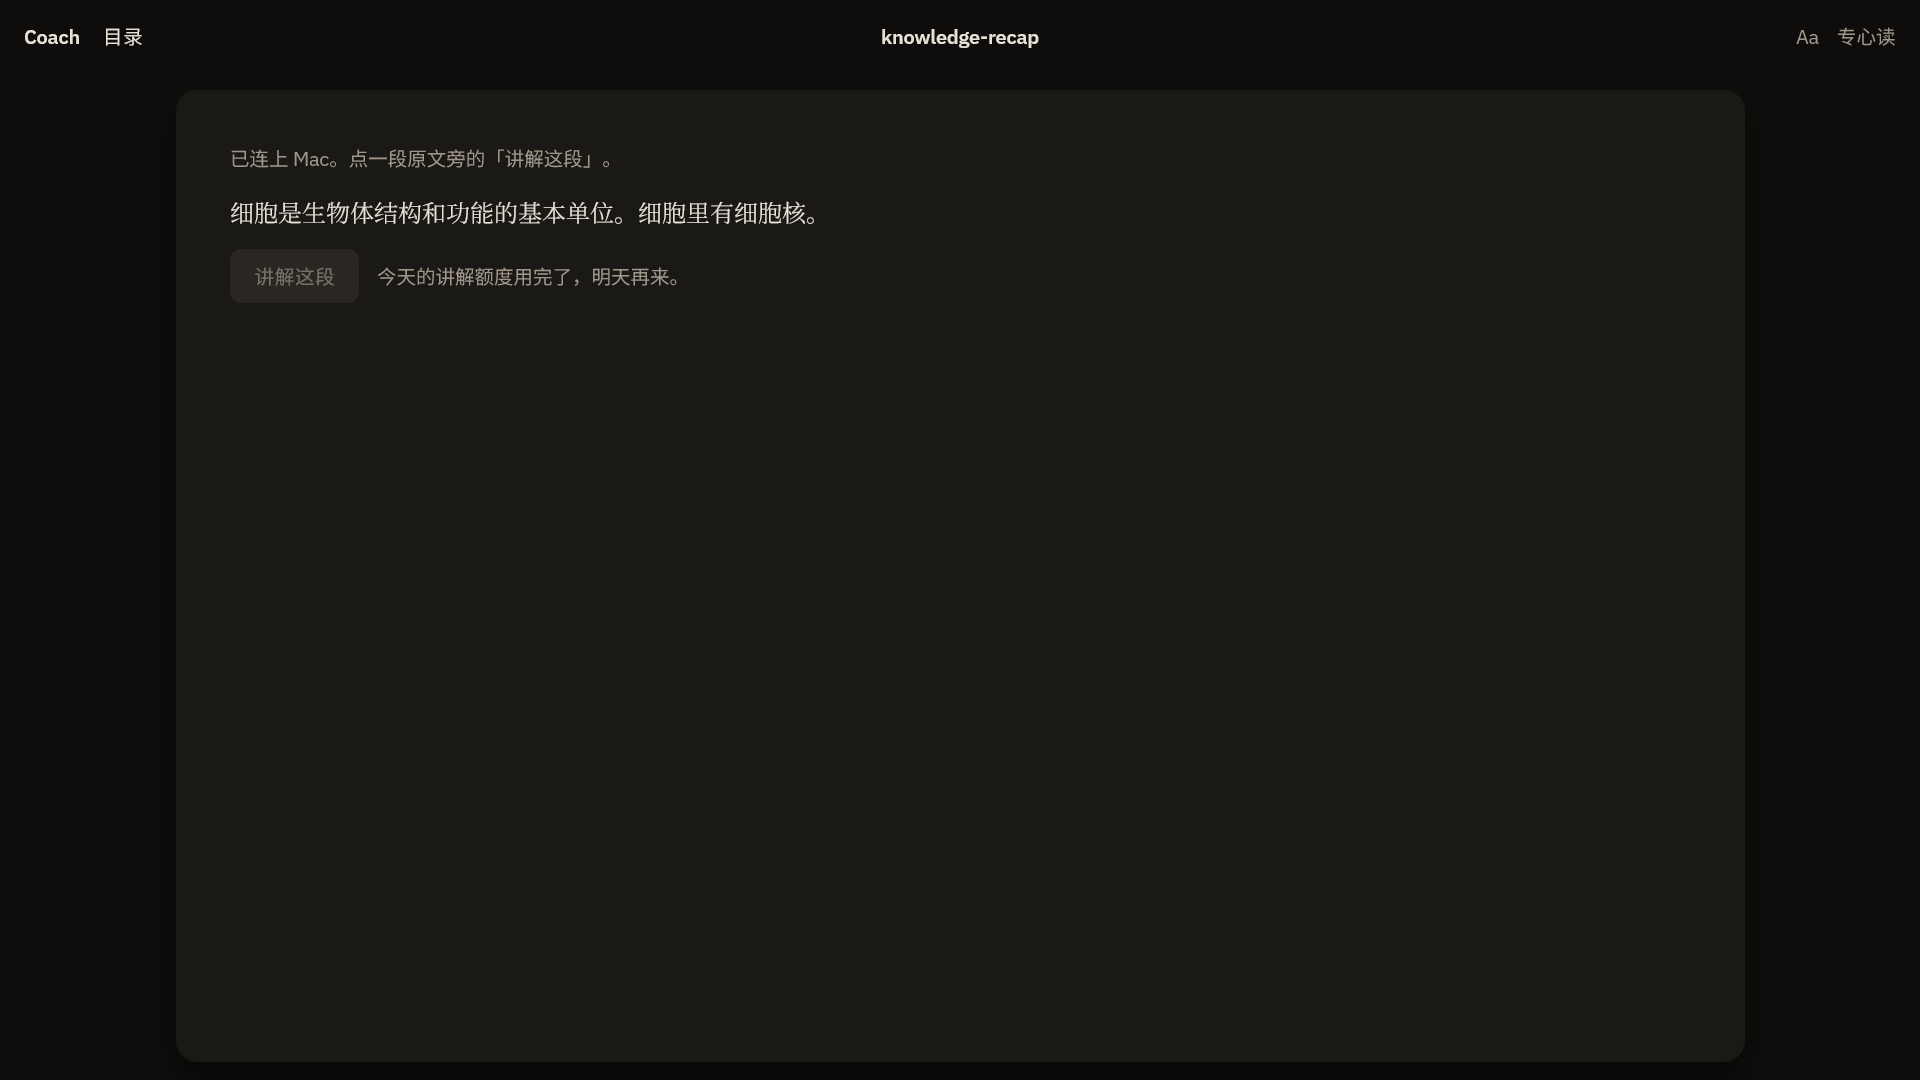 Coach 目录 knowledge-recap Aa 专心读
已连上 Mac。点一段原文旁的「讲解这段」。
细胞是生物体结构和功能的基本单位。细胞里有细胞核。
讲解这段 今天的讲解额度用完了，明天再来。